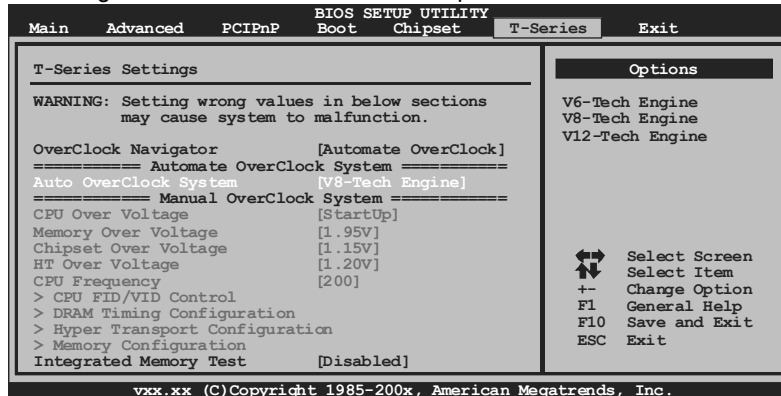 BIOS SETUP UTILITY
Main Advanced PCIPnP Boot Chipset T-Series Exit
T-Series Settings
WARNING: Setting wrong values in below sections
may cause system to malfunction.
OverClock Navigator [Automate OverClock]
=========== Automate OverClock System ===========
Auto OverClock System [V8-Tech Engine]
============ Manual OverClock System ============
CPU Over Voltage [StartUp]
Memory Over Voltage [1.95V]
Chipset Over Voltage [1.15V]
HT Over Voltage [1.20V]
CPU Frequency [200]
> CPU FID/VID Control
> DRAM Timing Configuration
> Hyper Transport Configuration
> Memory Configuration
Integrated Memory Test [Disabled]
Options
V6-Tech Engine
V8-Tech Engine
V12-Tech Engine
Select Screen
Select Item
+- Change Option
F1 General Help
F10 Save and Exit
ESC Exit
vxx.xx (C)Copyright 1985-200x, American Megatrends, Inc.